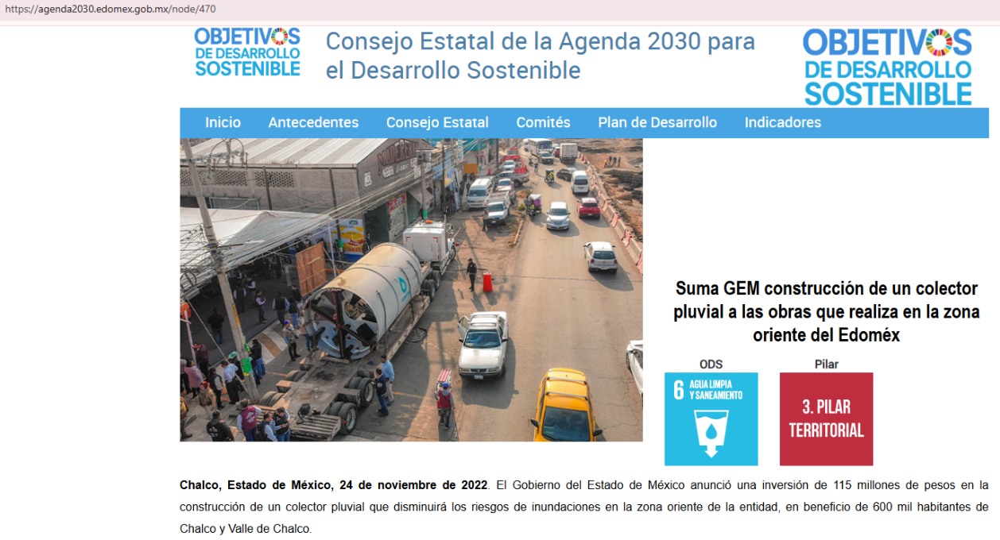 https://agenda2030.edomex.gob.mx/node/470
OBJETIVOS
DE DESARROLLO
SOSTENIBLE
Consejo Estatal de la Agenda 2030 para
el Desarrollo Sostenible
OBJETIVOS
DE DESARROLLO
SOSTENIBLE
Inicio Antecedentes Consejo Estatal Comités Plan de Desarrollo Indicadores
Suma GEM construcción de un colector
pluvial a las obras que realiza en la zona
oriente del Edoméx
ODS Pilar
6 AGUA LIMPIA
Y SANEAMIENTO
3. PILAR
TERRITORIAL
Chalco, Estado de México, 24 de noviembre de 2022. El Gobierno del Estado de México anunció una inversión de 115 millones de pesos en la
construcción de un colector pluvial que disminuirá los riesgos de inundaciones en la zona oriente de la entidad, en beneficio de 600 mil habitantes de
Chalco y Valle de Chalco.